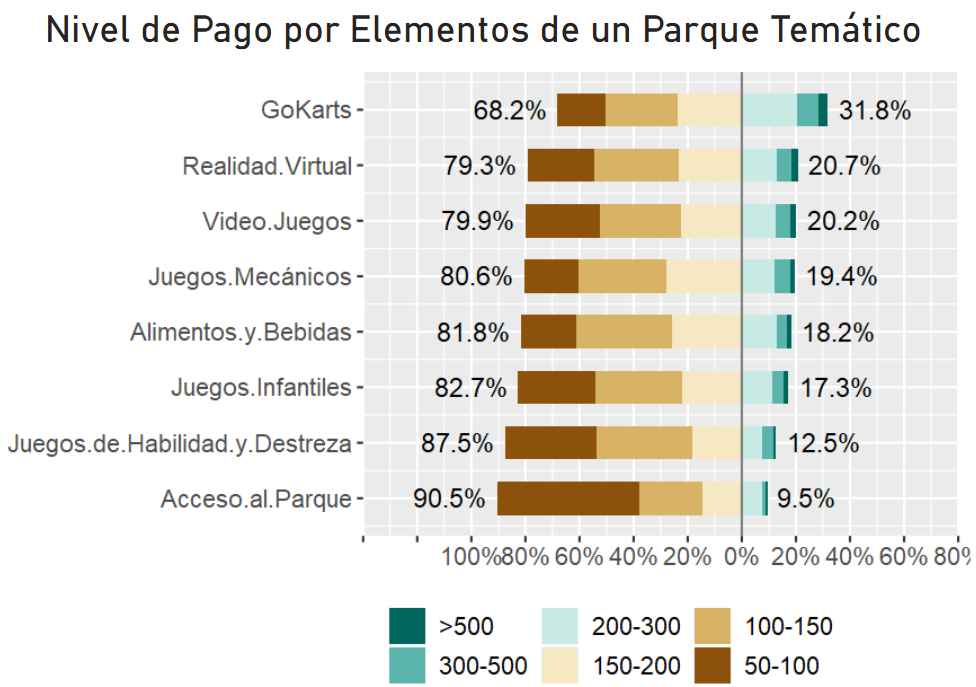 Nivel de Pago por Elementos de un Parque Temático
GoKarts 68.2% 31.8%
Realidad.Virtual 79.3% 20.7%
Video.Juegos 79.9% 20.2%
Juegos.Mecánicos 80.6% 19.4%
Alimentos.y.Bebidas 81.8% 18.2%
Juegos.Infantiles 82.7% 17.3%
Juegos.de.Habilidad.y.Destreza 87.5% 12.5%
Acceso.al.Parque 90.5% 9.5%
100% 80% 60% 40% 20% 0% 20% 40% 60% 80%
>500 200-300 100-150
300-500 150-200 50-100